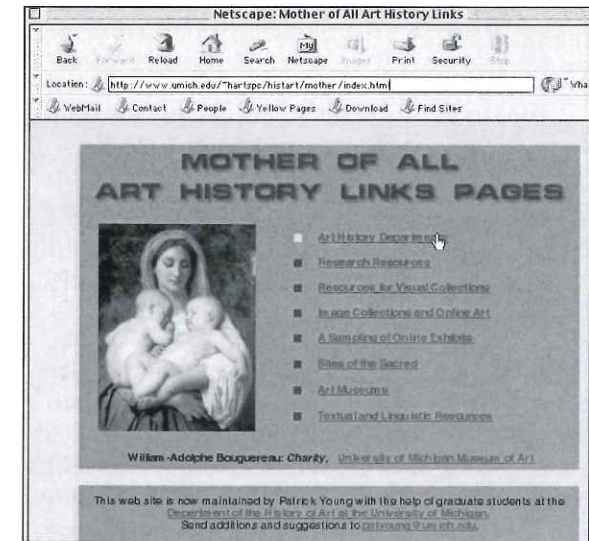 Netscape: Mother of All Art History Links
Back Forward Reload Home Search Netscape Images Print Security Stop
Location: http://www.umich.edu/~hartspc/histart/mother/index.html
Wha
WebMail Contact People Yellow Pages Download Find Sites
MOTHER OF ALL
ART HISTORY LINKS PAGES
Art History Departments
Research Resources
Resources for Visual Collections
Image Collections and Online Art
A Sampling of Online Exhibits
Sites of the Sacred
Art Museums
Textual and Linguistic Resources
William-Adolphe Bouguereau: Charity, University of Michigan Museum of Art
This web site is now maintained by Patrick Young with the help of graduate students at the
Department of the History of Art at the University of Michigan.
Send additions and suggestions to patyoung@umich.edu.